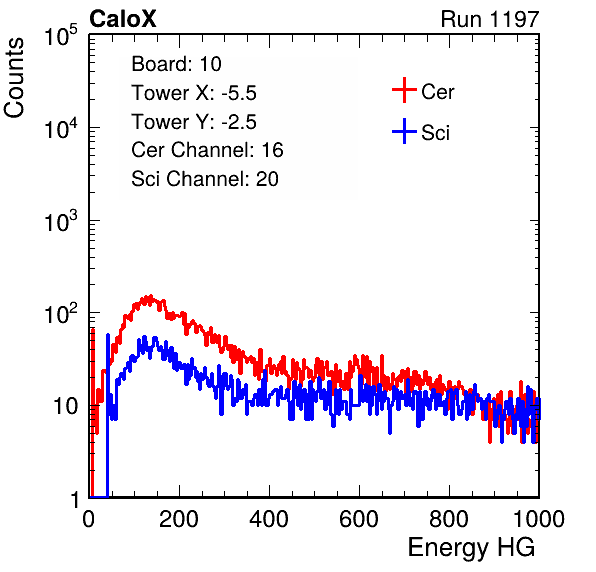 CaloX Run 1197
Counts
10^5
10^4
10^3
10^2
10
1
Board: 10
Tower X: -5.5
Tower Y: -2.5
Cer Channel: 16
Sci Channel: 20
Cer
Sci
0 200 400 600 800 1000
Energy HG